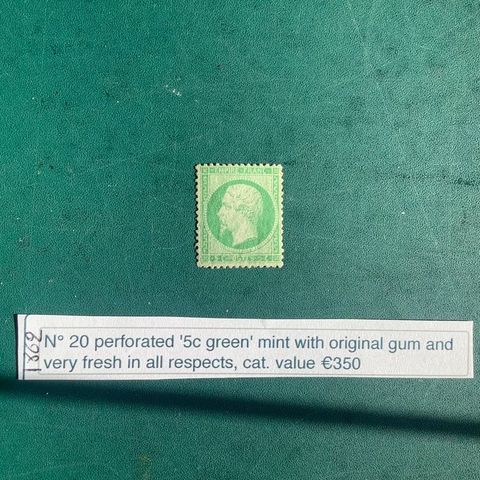 EMPIRE FRANC
1862
N° 20 perforated '5c green' mint with original gum and
very fresh in all respects, cat. value €350